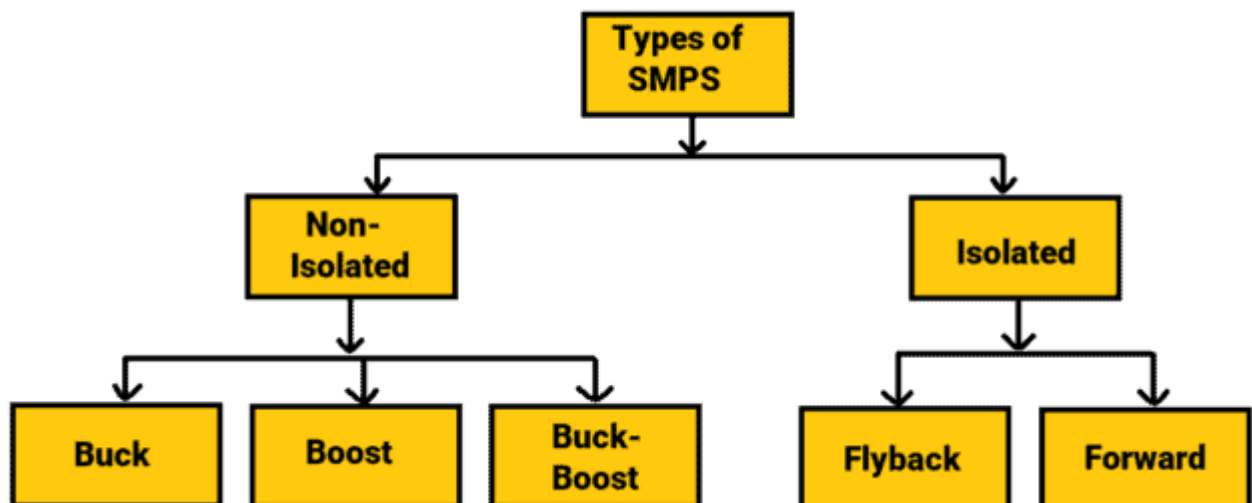 Types of
SMPS
Non-
Isolated
Isolated
Buck
Boost
Buck-
Boost
Flyback
Forward